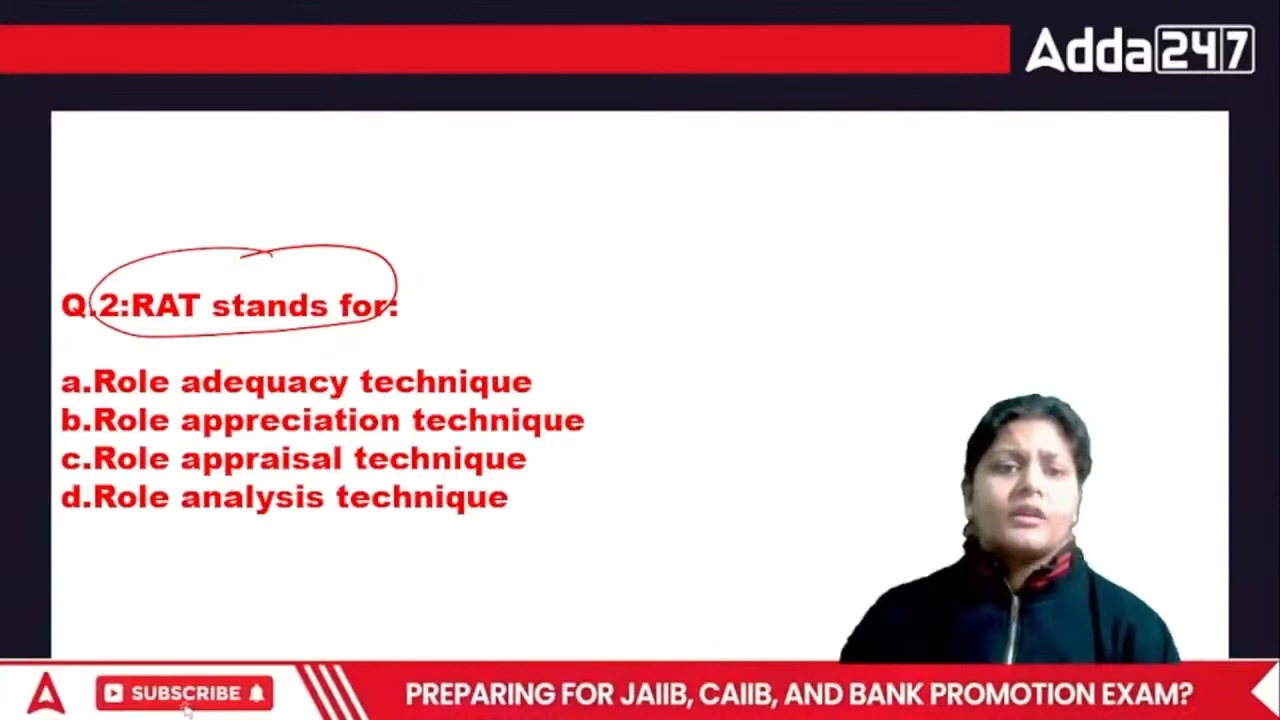 Adda247
Q.2:RAT stands for:
a.Role adequacy technique
b.Role appreciation technique
c.Role appraisal technique
d.Role analysis technique
SUBSCRIBE
PREPARING FOR JAIIB, CAIIB, AND BANK PROMOTION EXAM?